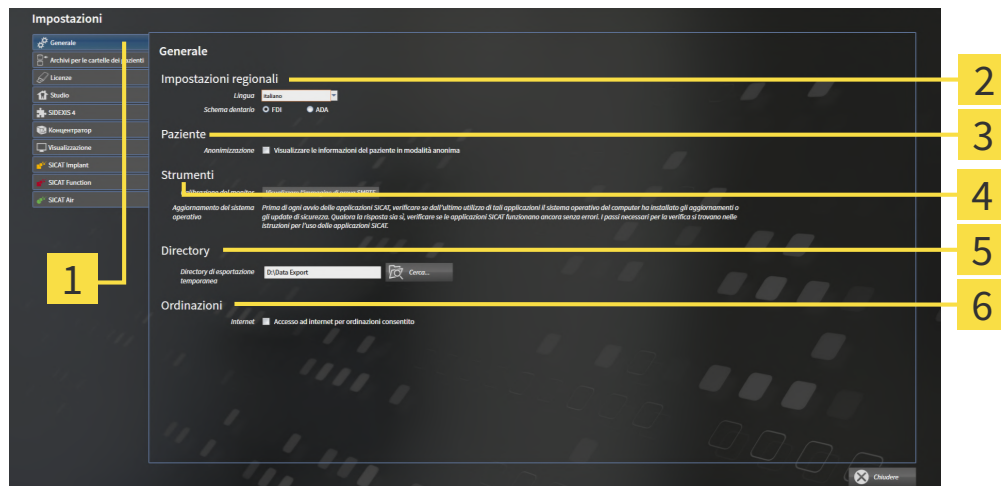 Impostazioni
Generale
Archivi per le cartelle dei pazienti
Licenze
Studio
SIDEXIS 4
Концентратор
Visualizzazione
SICAT Implant
SICAT Function
SICAT Air
Generale
Impostazioni regionali
Lingua Italiano
Schema dentario FDI ADA
Paziente
Anonimizzazione Visualizzare le informazioni del paziente in modalità anonima
Strumenti
Calibrazione del monitor Visualizzare l'immagine di prova SMPTE
Aggiornamento del sistema operativo
Prima di ogni avvio delle applicazioni SICAT, verificare se dall'ultimo utilizzo di tali applicazioni il sistema operativo del computer ha installato gli aggiornamenti o
gli update di sicurezza. Qualora la risposta sia sì, verificare se le applicazioni SICAT funzionano ancora senza errori. I passi necessari per la verifica si trovano nelle
istruzioni per l'uso delle applicazioni SICAT.
Directory
Directory di esportazione temporanea
D:\Data Export Cerca...
Ordinazioni
Internet Accesso ad internet per ordinazioni consentito
Chiudere
1
2
3
4
5
6